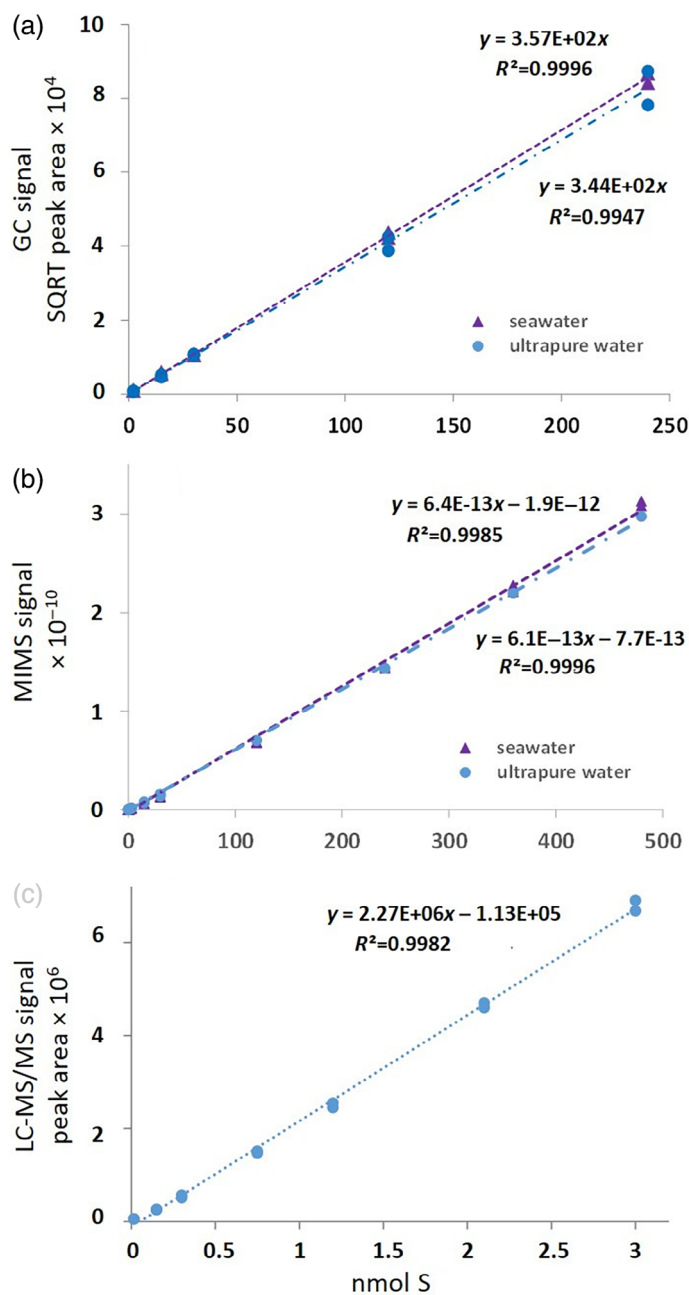 (a)
10
y = 3.57E+02x
R²=0.9996
8
GC signal
SQRT peak area × 10⁴
6
y = 3.44E+02x
R²=0.9947
4
2
seawater
ultrapure water
0
0 50 100 150 200 250
(b)
3
y = 6.4E-13x – 1.9E–12
R²=0.9985
MIMS signal
× 10⁻¹⁰
2
y = 6.1E–13x – 7.7E-13
R²=0.9996
1
seawater
ultrapure water
0
0 100 200 300 400 500
(c)
y = 2.27E+06x – 1.13E+05
R²=0.9982
6
LC-MS/MS signal
peak area × 10⁶
4
2
0
0 0.5 1 1.5 2 2.5 3
nmol S